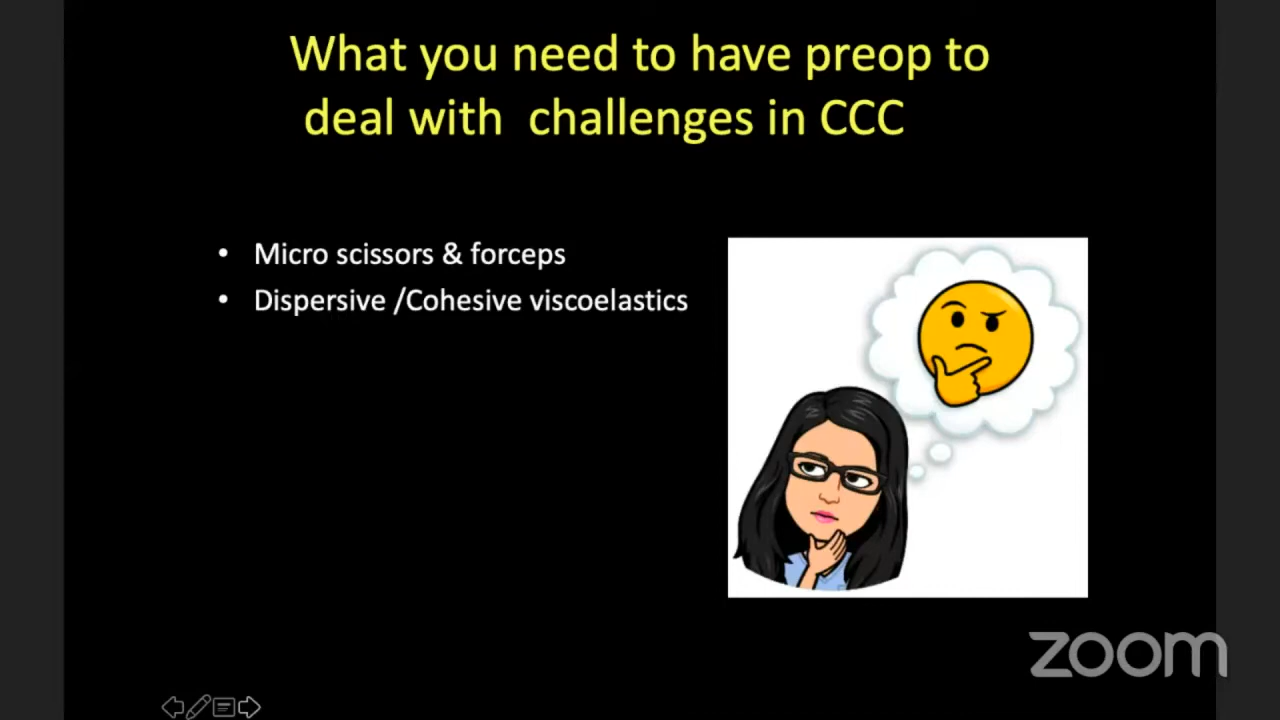 What you need to have preop to
deal with  challenges in CCC
• Micro scissors & forceps
• Dispersive /Cohesive viscoelastics
zoom